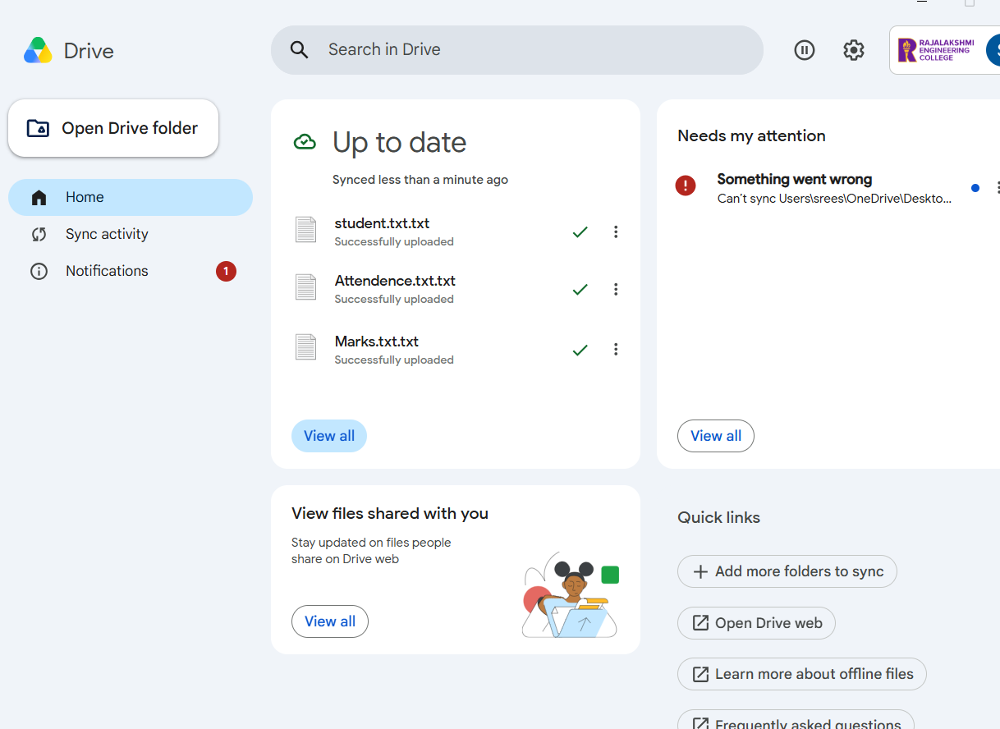 Drive
Search in Drive
RAJALAKSHMI
ENGINEERING
COLLEGE
Open Drive folder
Home
Sync activity
Notifications
1
Up to date
Synced less than a minute ago
student.txt.txt
Successfully uploaded
Attendence.txt.txt
Successfully uploaded
Marks.txt.txt
Successfully uploaded
View all
Needs my attention
Something went wrong
Can't sync Users\srees\OneDrive\Deskto...
View all
View files shared with you
Stay updated on files people
share on Drive web
View all
Quick links
Add more folders to sync
Open Drive web
Learn more about offline files
Frequently asked questions